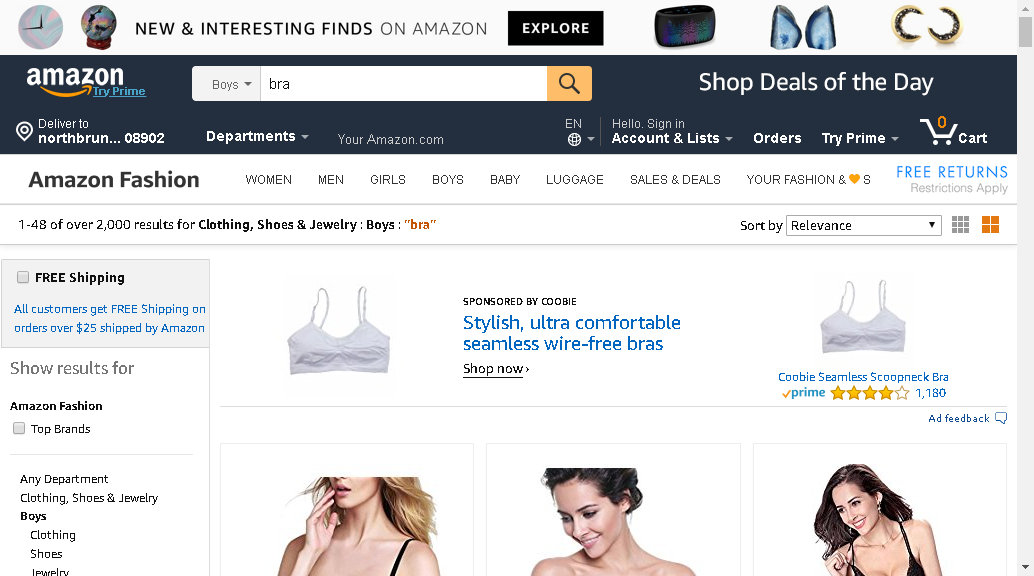 NEW & INTERESTING FINDS ON AMAZON
EXPLORE
amazon
Try Prime
Boys
bra
Shop Deals of the Day
Deliver to
northbrun... 08902
Departments
Your Amazon.com
EN
Hello. Sign in
Account & Lists
Orders
Try Prime
0
Cart
Amazon Fashion
WOMEN
MEN
GIRLS
BOYS
BABY
LUGGAGE
SALES & DEALS
YOUR FASHION & S
FREE RETURNS
Restrictions Apply
1-48 of over 2,000 results for Clothing, Shoes & Jewelry : Boys : "bra"
Sort by
Relevance
FREE Shipping
All customers get FREE Shipping on
orders over $25 shipped by Amazon
Show results for
Amazon Fashion
Top Brands
Any Department
Clothing, Shoes & Jewelry
Boys
Clothing
Shoes
Jewelry
SPONSORED BY COOBIE
Stylish, ultra comfortable
seamless wire-free bras
Shop now ›
Coobie Seamless Scoopneck Bra
prime
1,180
Ad feedback